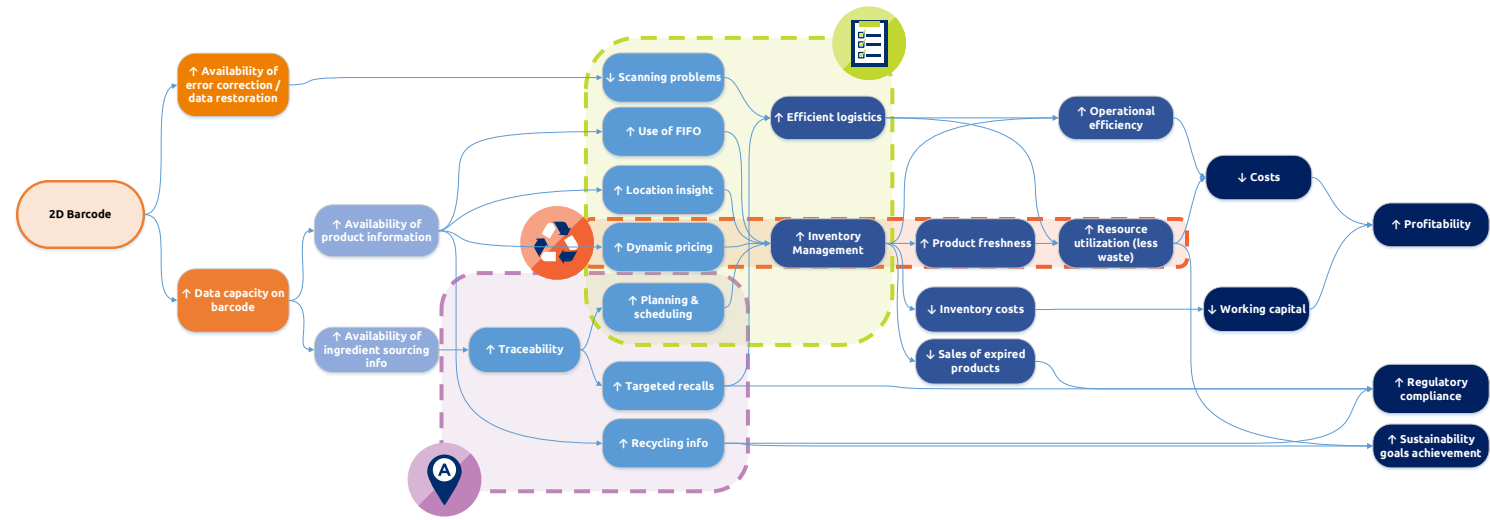 2D Barcode
↑ Availability of
error correction /
data restoration
↑ Data capacity on
barcode
↑ Availability of
product information
↑ Availability of
ingredient sourcing
info
↑ Traceability
↓ Scanning problems
↑ Use of FIFO
↑ Location insight
↑ Dynamic pricing
↑ Planning &
scheduling
↑ Targeted recalls
↑ Recycling info
↑ Efficient logistics
↑ Inventory
Management
↑ Product freshness
↓ Inventory costs
↓ Sales of expired
products
↑ Operational
efficiency
↑ Resource
utilization (less
waste)
↓ Costs
↓ Working capital
↑ Profitability
↑ Regulatory
compliance
↑ Sustainability
goals achievement
A